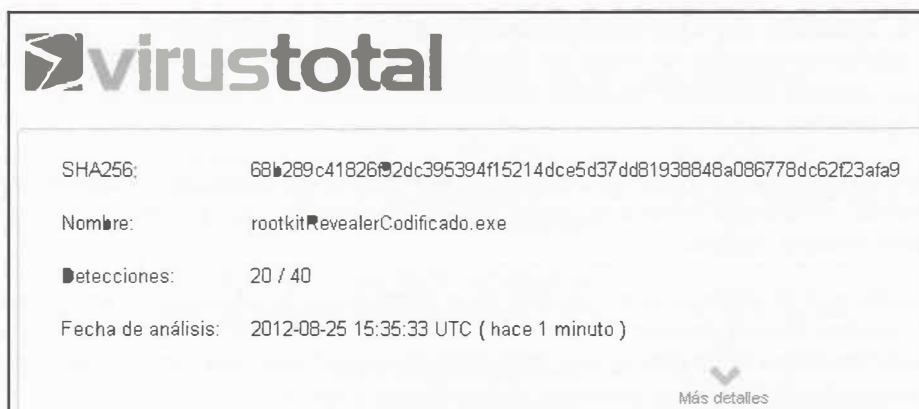 virustotal
SHA256: 68b289c41826f92dc395394f15214dce5d37dd81938848a086778dc62f23afa9
Nombre: rootkitRevealerCodificado.exe
Detecciones: 20 / 40
Fecha de análisis: 2012-08-25 15:35:33 UTC ( hace 1 minuto )
Más detalles